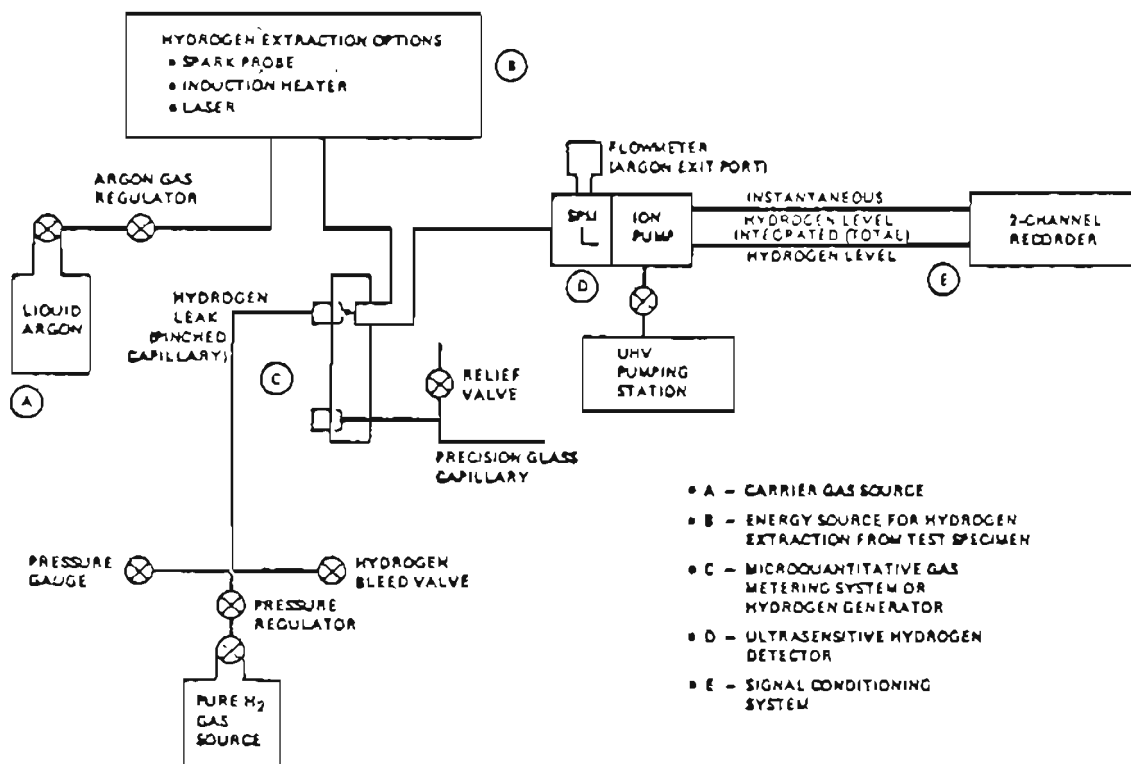 HYDROGEN EXTRACTION OPTIONS
• SPARK PROBE
• INDUCTION HEATER
• LASER
B
FLOWMETER
(ARGON EXIT PORT)
ARGON GAS
REGULATOR
SPM
ION
PUMP
INSTANTANEOUS
HYDROGEN LEVEL
INTEGRATED (TOTAL)
HYDROGEN LEVEL
2-CHANNEL
RECORDER
D
E
LIQUID
ARGON
A
HYDROGEN
LEAK
(PINCHED
CAPILLARY)
C
RELIEF
VALVE
UHV
PUMPING
STATION
PRECISION GLASS
CAPILLARY
PRESSURE
GAUGE
HYDROGEN
BLEED VALVE
PRESSURE
REGULATOR
PURE H2
GAS
SOURCE
• A – CARRIER GAS SOURCE
• B – ENERGY SOURCE FOR HYDROGEN
EXTRACTION FROM TEST SPECIMEN
• C – MICROQUANTITATIVE GAS
METERING SYSTEM OR
HYDROGEN GENERATOR
• D – ULTRASENSITIVE HYDROGEN
DETECTOR
• E – SIGNAL CONDITIONING
SYSTEM